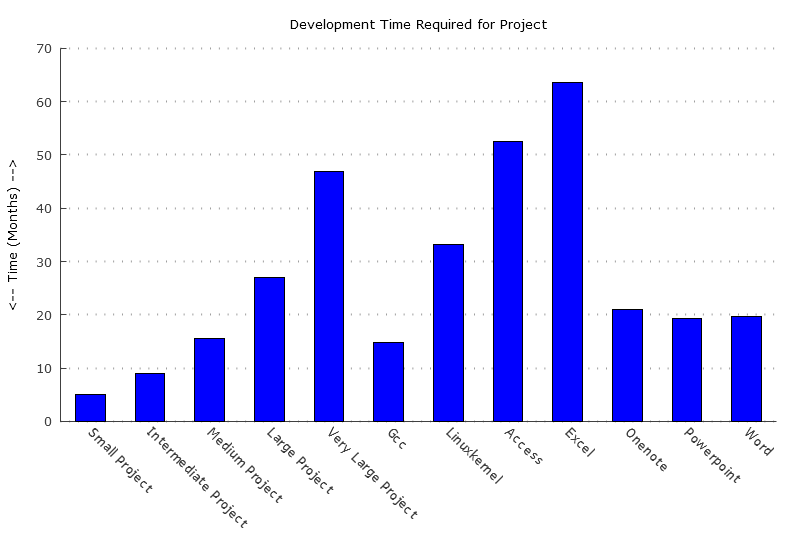 Development Time Required for Project
70
60
50
40
30
20
10
0
<-- Time (Months) -->
Small Project
Intermediate Project
Medium Project
Large Project
Very Large Project
Gcc
Linuxkernel
Access
Excel
Onenote
Powerpoint
Word